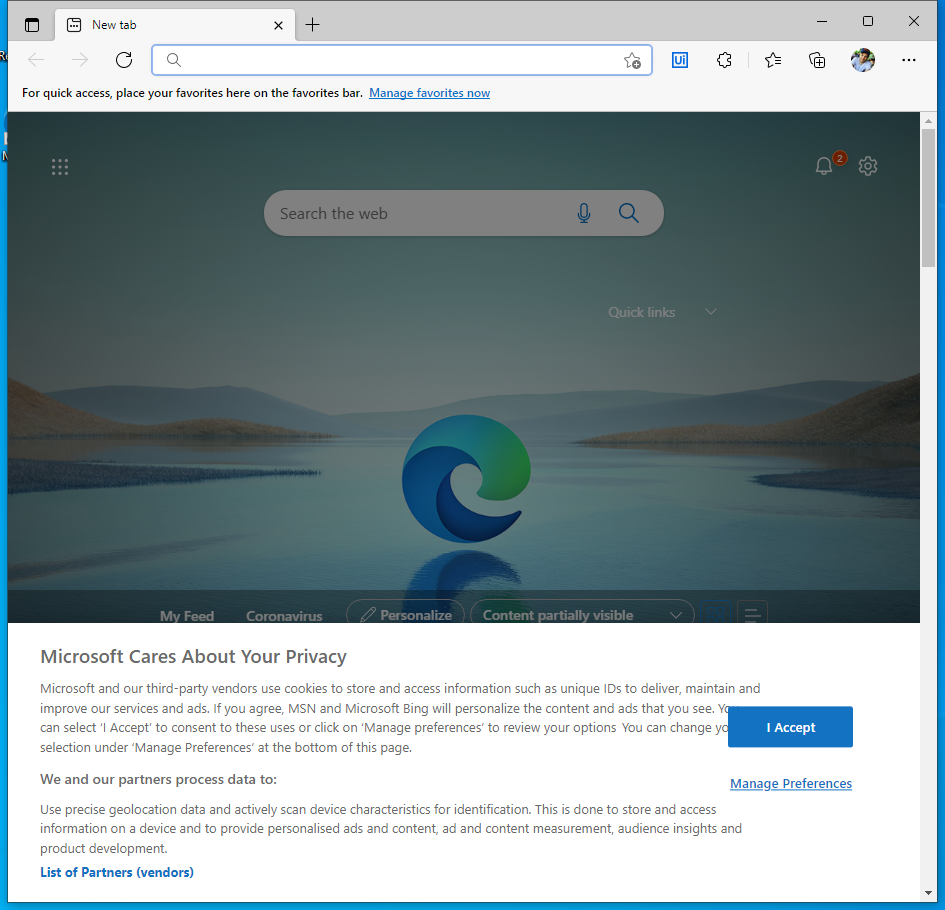 New tab
Ui
For quick access, place your favorites here on the favorites bar. Manage favorites now
2
Search the web
Quick links
My Feed Coronavirus Personalize Content partially visible
Microsoft Cares About Your Privacy
Microsoft and our third-party vendors use cookies to store and access information such as unique IDs to deliver, maintain and
improve our services and ads. If you agree, MSN and Microsoft Bing will personalize the content and ads that you see.
can select 'I Accept' to consent to these uses or click on 'Manage preferences' to review your options You can change
selection under 'Manage Preferences' at the bottom of this page.
I Accept
We and our partners process data to:
Manage Preferences
Use precise geolocation data and actively scan device characteristics for identification. This is done to store and access
information on a device and to provide personalised ads and content, ad and content measurement, audience insights and
product development.
List of Partners (vendors)